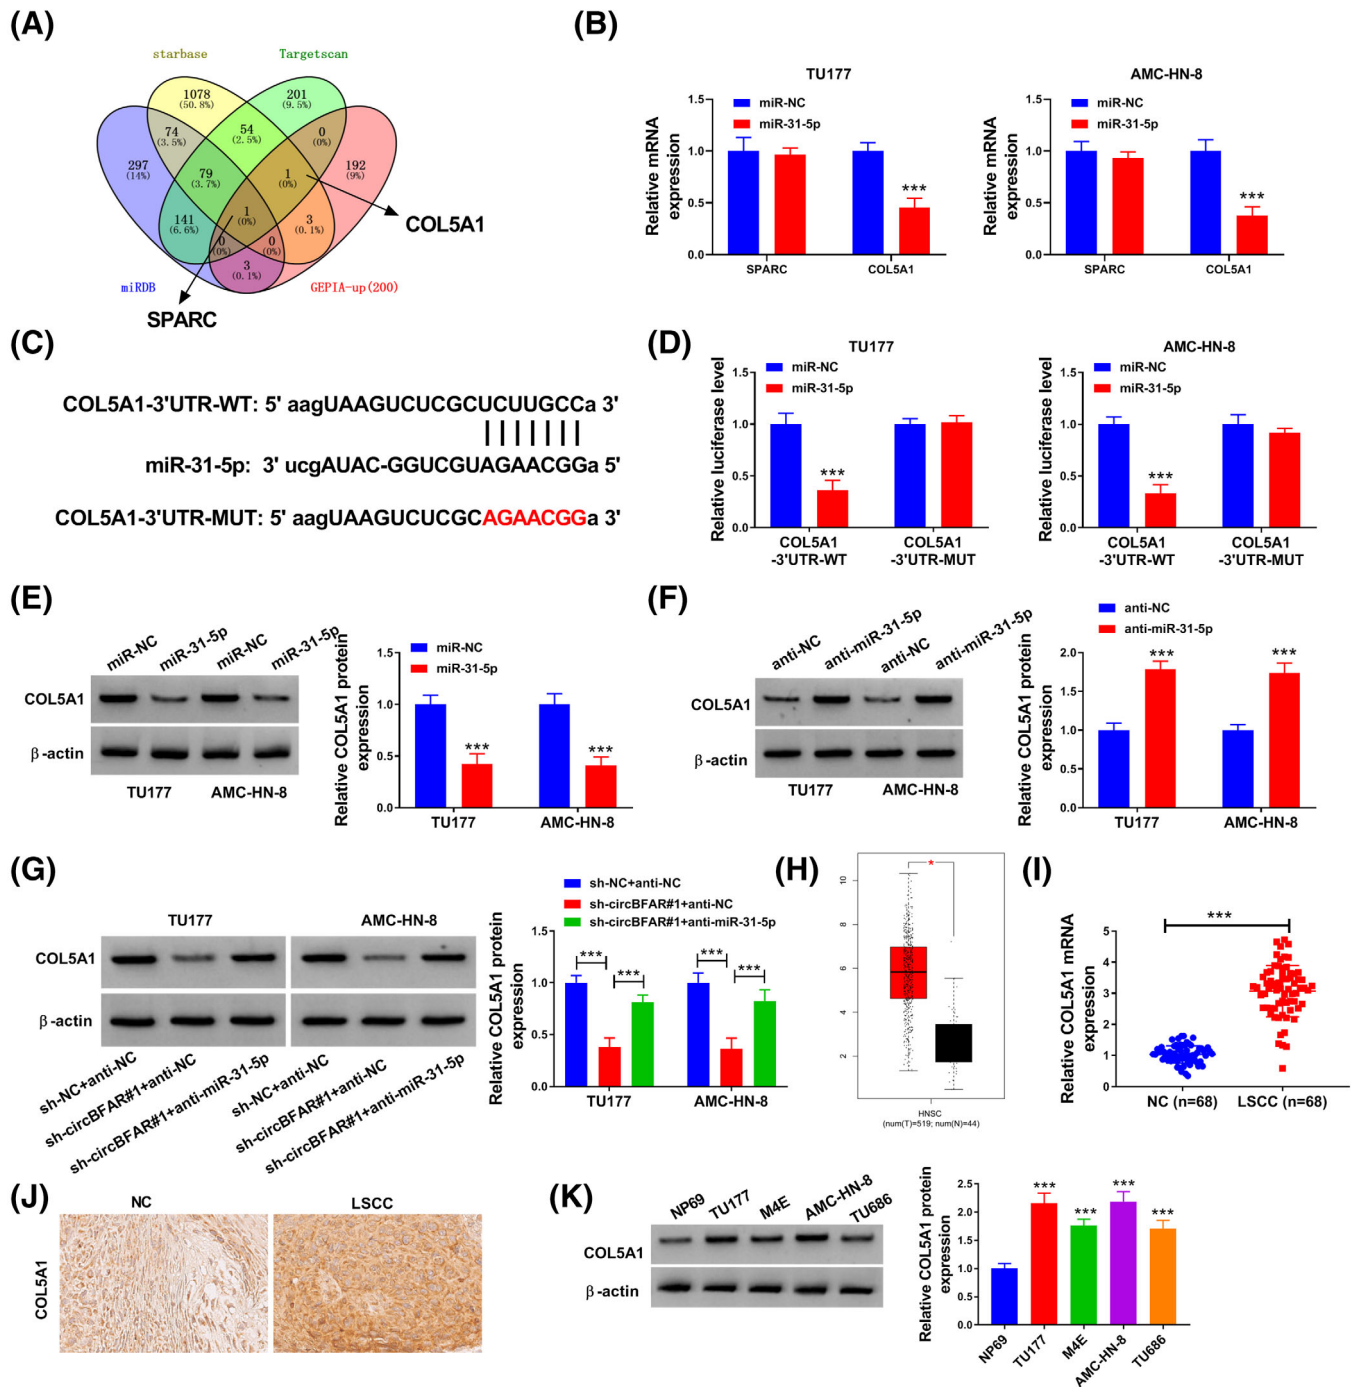 (A)
starbase
Targetscan
1078
(50.8%)
201
(9.5%)
74
(3.5%)
54
(2.5%)
0
(0%)
297
(14%)
192
(9%)
79
(3.7%)
1
(0%)
141
(6.6%)
1
(0%)
3
(0.1%)
0
(0%)
0
(0%)
3
(0.1%)
miRDB
GEPIA-up(200)
COL5A1
SPARC
(B)
TU177
miR-NC
miR-31-5p
Relative mRNA
expression
1.5
1.0
0.5
0.0
***
SPARC
COL5A1
AMC-HN-8
miR-NC
miR-31-5p
Relative mRNA
expression
1.5
1.0
0.5
0.0
***
SPARC
COL5A1
(C)
COL5A1-3'UTR-WT: 5' aagUAAGUCUCGCUCUUGCCa 3'
miR-31-5p: 3' ucgAUAC-GGUCGUAGAACGGa 5'
COL5A1-3'UTR-MUT: 5' aagUAAGUCUCGCAGAACGGa 3'
(D)
TU177
miR-NC
miR-31-5p
Relative luciferase level
1.5
1.0
0.5
0.0
***
COL5A1
-3'UTR-WT
COL5A1
-3'UTR-MUT
AMC-HN-8
miR-NC
miR-31-5p
Relative luciferase level
1.5
1.0
0.5
0.0
***
COL5A1
-3'UTR-WT
COL5A1
-3'UTR-MUT
(E)
miR-NC
miR-31-5p
miR-NC
miR-31-5p
COL5A1
β-actin
TU177
AMC-HN-8
miR-NC
miR-31-5p
Relative COL5A1 protein
expression
1.5
1.0
0.5
0.0
***
***
TU177
AMC-HN-8
(F)
anti-NC
anti-miR-31-5p
anti-NC
anti-miR-31-5p
COL5A1
β-actin
TU177
AMC-HN-8
anti-NC
anti-miR-31-5p
Relative COL5A1 protein
expression
2.0
1.5
1.0
0.5
0.0
***
***
TU177
AMC-HN-8
(G)
TU177
AMC-HN-8
COL5A1
β-actin
sh-NC+anti-NC
sh-circBFAR#1+anti-NC
sh-circBFAR#1+anti-miR-31-5p
sh-NC+anti-NC
sh-circBFAR#1+anti-NC
sh-circBFAR#1+anti-miR-31-5p
sh-NC+anti-NC
sh-circBFAR#1+anti-NC
sh-circBFAR#1+anti-miR-31-5p
Relative COL5A1 protein
expression
1.5
1.0
0.5
0.0
***
***
***
***
TU177
AMC-HN-8
(H)
*
10
8
6
4
2
HNSC
(num(T)=519; num(N)=44)
(I)
***
Relative COL5A1 mRNA
expression
5
4
3
2
1
0
NC (n=68)
LSCC (n=68)
(J)
NC
LSCC
COL5A1
(K)
NP69
TU177
M4E
AMC-HN-8
TU686
COL5A1
β-actin
Relative COL5A1 protein
expression
2.5
2.0
1.5
1.0
0.5
0.0
***
***
***
***
NP69
TU177
M4E
AMC-HN-8
TU686